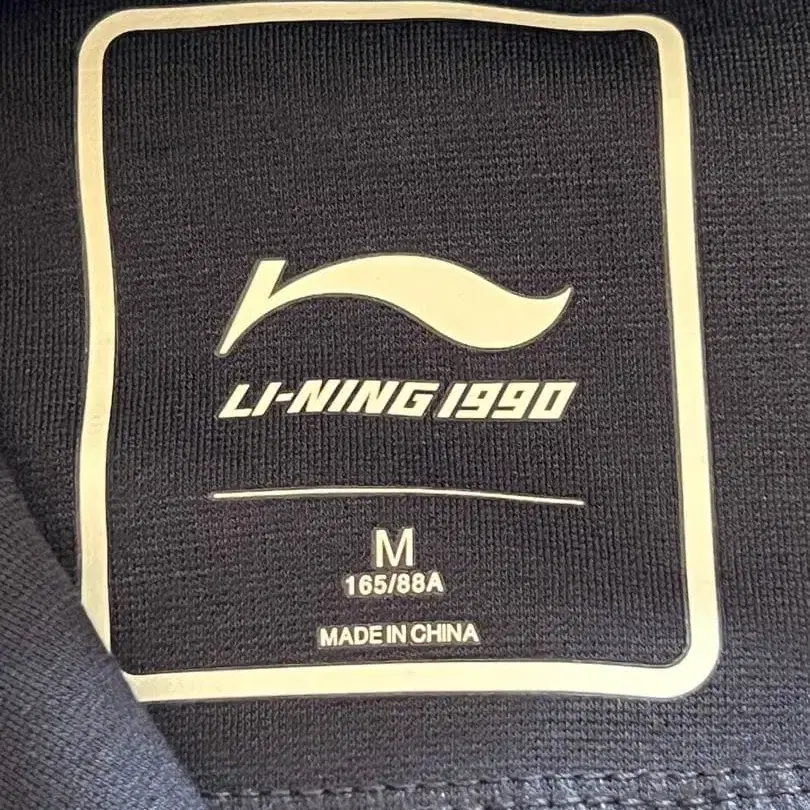 LI-NING 1990
M
165/88A
MADE IN CHINA